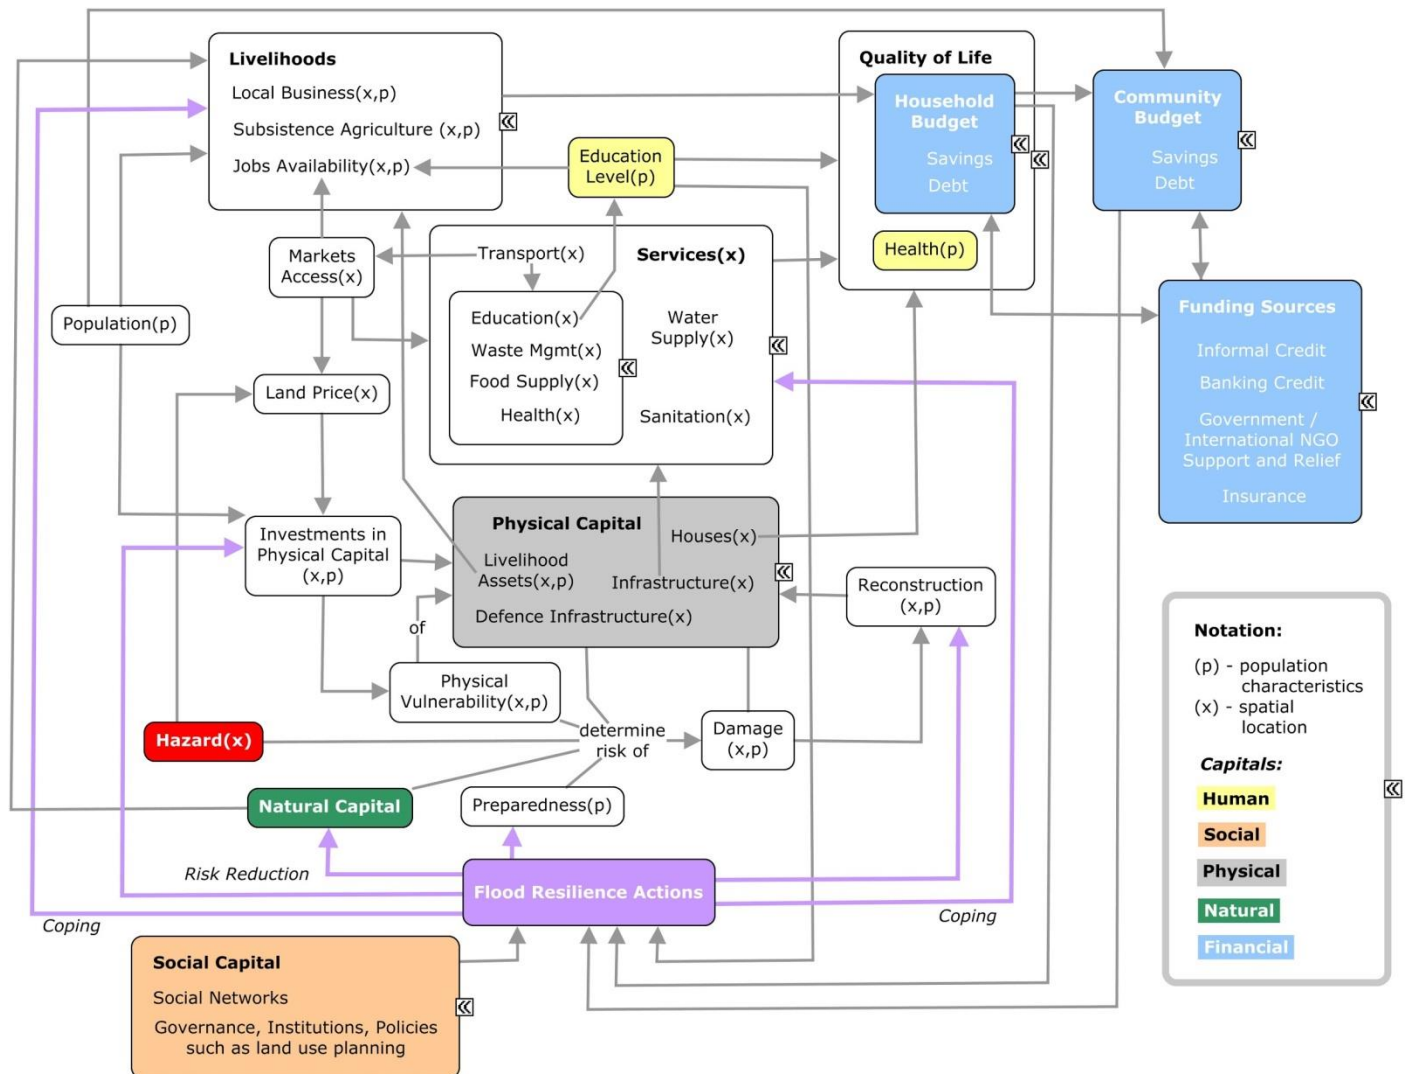 Livelihoods
Local Business(x,p)
Subsistence Agriculture (x,p)
Jobs Availability(x,p)
Education
Level(p)
Quality of Life
Household
Budget
Savings
Debt
Health(p)
Community
Budget
Savings
Debt
Markets
Access(x)
Transport(x)
Services(x)
Education(x)
Waste Mgmt(x)
Food Supply(x)
Health(x)
Water
Supply(x)
Sanitation(x)
Population(p)
Funding Sources
Informal Credit
Banking Credit
Government /
International NGO
Support and Relief
Insurance
Land Price(x)
Investments in
Physical Capital
(x,p)
Physical Capital
Houses(x)
Livelihood
Assets(x,p)
Infrastructure(x)
Defence Infrastructure(x)
Reconstruction
(x,p)
of
Physical
Vulnerability(x,p)
Hazard(x)
determine
risk of
Damage
(x,p)
Natural Capital
Preparedness(p)
Risk Reduction
Flood Resilience Actions
Coping
Coping
Social Capital
Social Networks
Governance, Institutions, Policies
such as land use planning
Notation:
(p) - population
characteristics
(x) - spatial
location
Capitals:
Human
Social
Physical
Natural
Financial